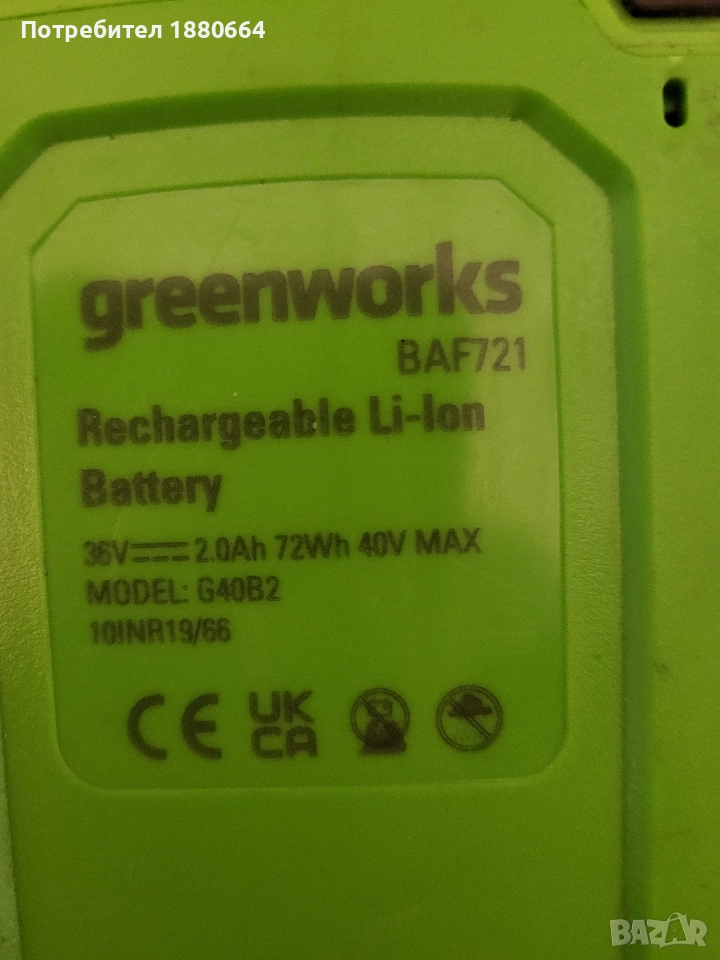 Потребител 1880664
greenworks
BAF721
Rechargeable Li-Ion
Battery
36V 2.0Ah 72Wh 40V MAX
MODEL: G40B2
10INR19/66
CE UK
CA
BAZAR